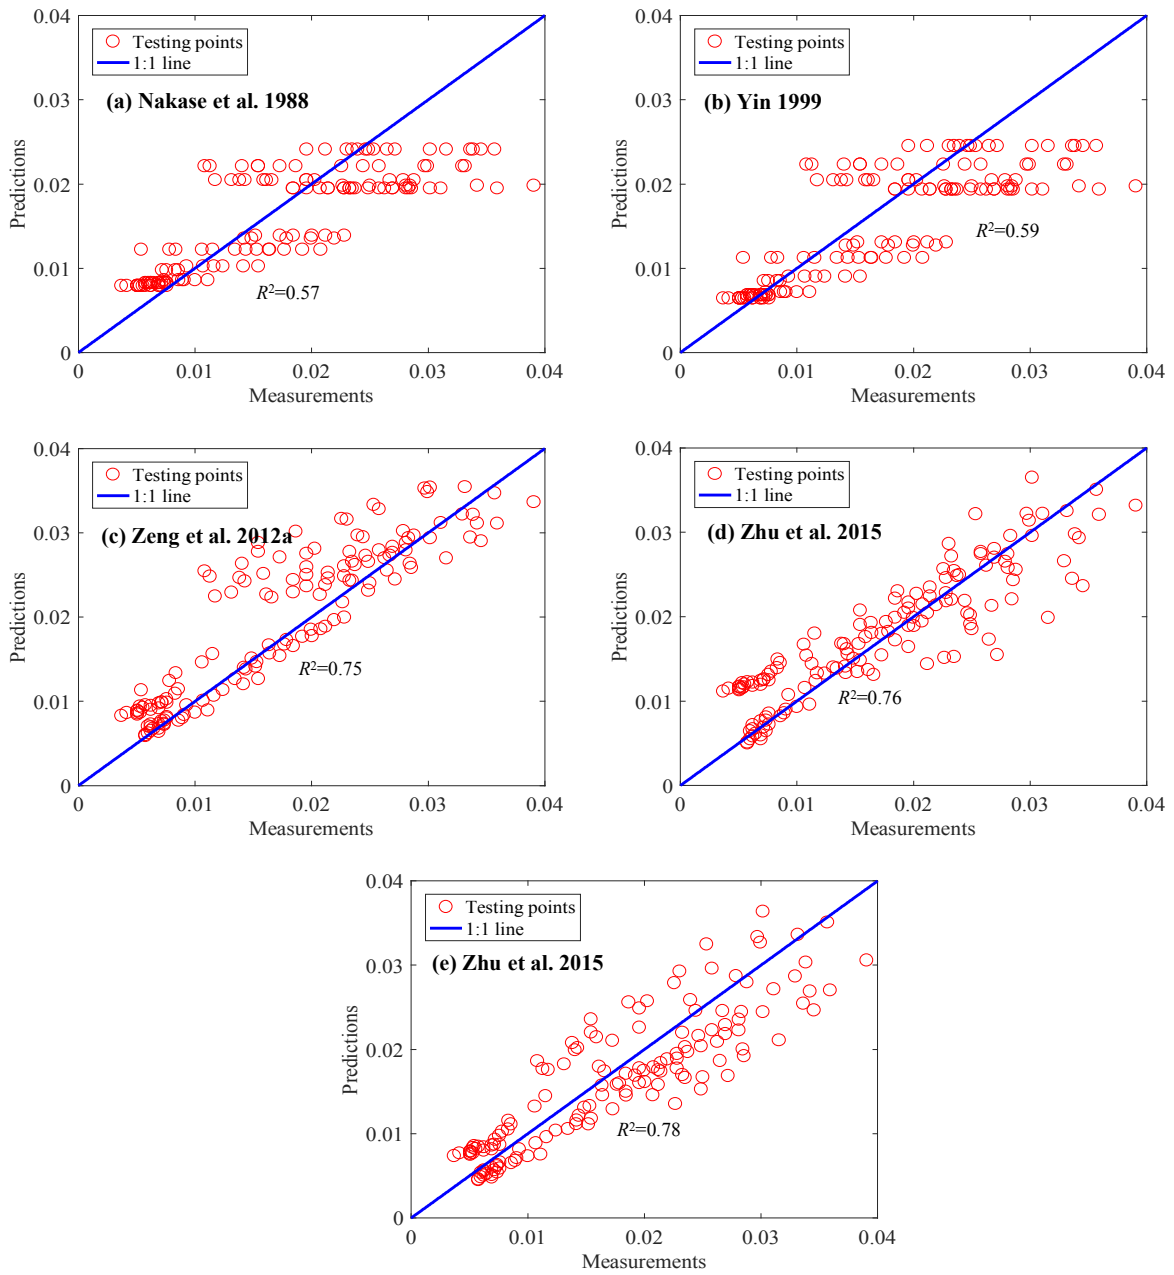 0.04
Testing points
1:1 line
(a) Nakase et al. 1988
0.03
0.02
0.01
0
R²=0.57
Predictions
0 0.01 0.02 0.03 0.04
Measurements
0.04
Testing points
1:1 line
(b) Yin 1999
0.03
0.02
0.01
0
R²=0.59
Predictions
0 0.01 0.02 0.03 0.04
Measurements
0.04
Testing points
1:1 line
(c) Zeng et al. 2012a
0.03
0.02
0.01
0
R²=0.75
Predictions
0 0.01 0.02 0.03 0.04
Measurements
0.04
Testing points
1:1 line
(d) Zhu et al. 2015
0.03
0.02
0.01
0
R²=0.76
Predictions
0 0.01 0.02 0.03 0.04
Measurements
0.04
Testing points
1:1 line
(e) Zhu et al. 2015
0.03
0.02
0.01
0
R²=0.78
Predictions
0 0.01 0.02 0.03 0.04
Measurements